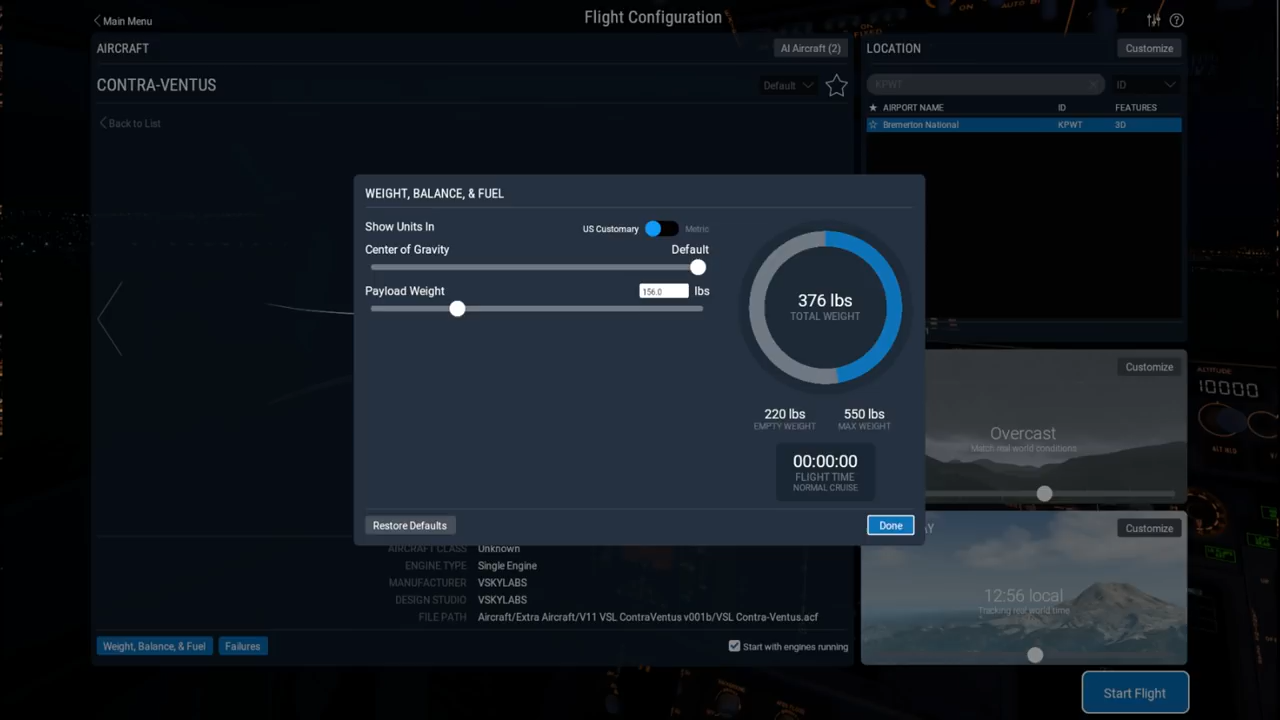 Main Menu
Flight Configuration
AIRCRAFT
AI Aircraft (2)
CONTRA-VENTUS
Default
Back to List
LOCATION
Customize
KPWT
ID
AIRPORT NAME
ID
FEATURES
Bremerton National
KPWT
3D
WEIGHT, BALANCE, & FUEL
Show Units In
US Customary
Metric
Center of Gravity
Default
Payload Weight
156.0
lbs
376 lbs
TOTAL WEIGHT
220 lbs
EMPTY WEIGHT
550 lbs
MAX WEIGHT
00:00:00
FLIGHT TIME
NORMAL CRUISE
Restore Defaults
Done
Customize
Overcast
Match real world conditions
ALTITUDE
10000
Customize
12:56 local
Tracking real world time
AIRCRAFT CLASS
Unknown
ENGINE TYPE
Single Engine
MANUFACTURER
VSKYLABS
DESIGN STUDIO
VSKYLABS
FILE PATH
Aircraft/Extra Aircraft/V11 VSL ContraVentus v001b/VSL Contra-Ventus.acf
Weight, Balance, & Fuel
Failures
Start with engines running
Start Flight